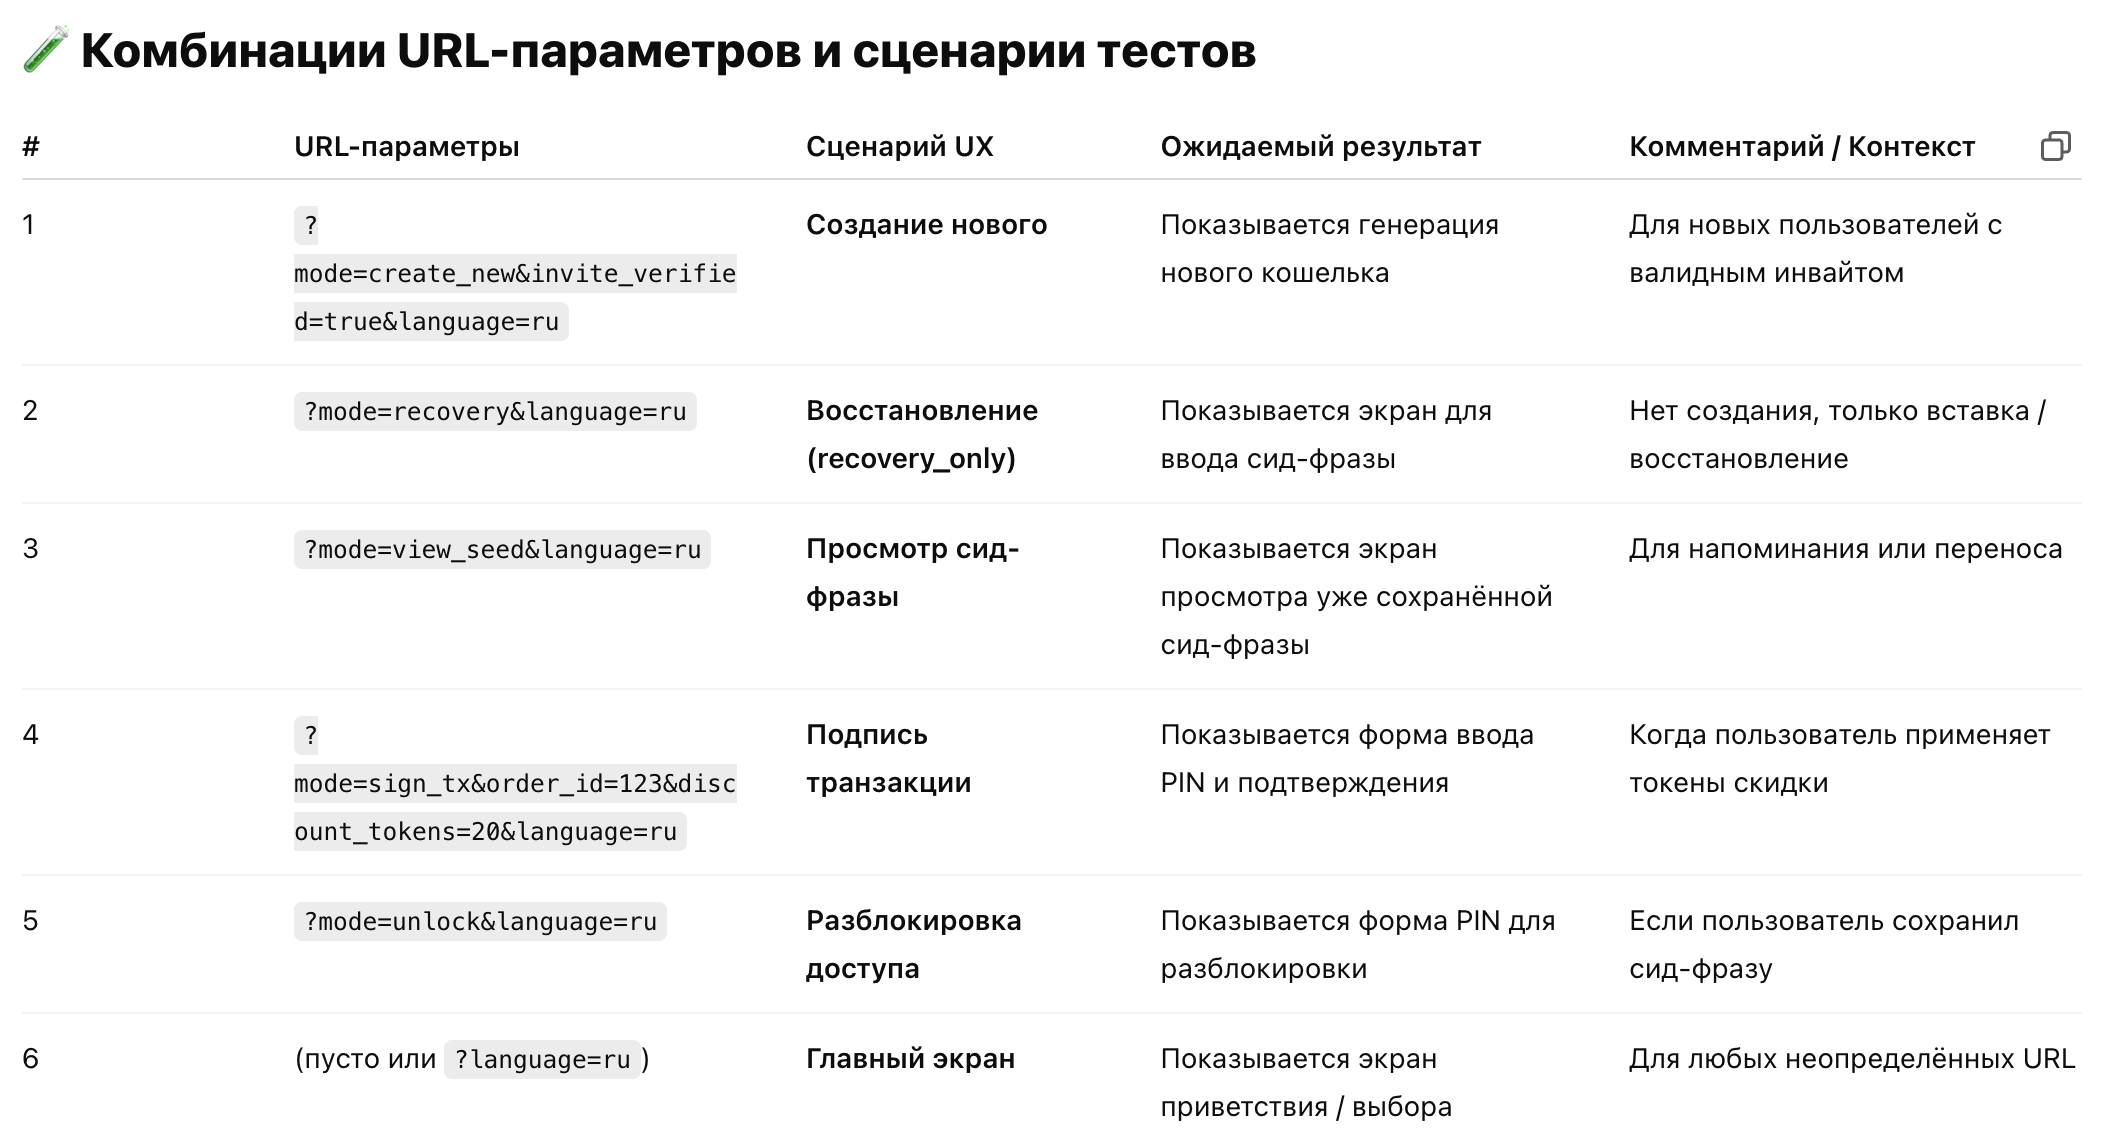 🧪 Комбинации URL-параметров и сценарии тестов
# URL-параметры Сценарий UX Ожидаемый результат Комментарий / Контекст
1 ? Создание нового Показывается генерация Для новых пользователей с
mode=create_new&invite_verifie нового кошелька валидным инвайтом
d=true&language=ru
2 ?mode=recovery&language=ru Восстановление Показывается экран для Нет создания, только вставка /
(recovery_only) ввода сид-фразы восстановление
3 ?mode=view_seed&language=ru Просмотр сид- Показывается экран Для напоминания или переноса
фразы просмотра уже сохранённой
сид-фразы
4 ? Подпись Показывается форма ввода Когда пользователь применяет
mode=sign_tx&order_id=123&disc транзакции PIN и подтверждения токены скидки
ount_tokens=20&language=ru
5 ?mode=unlock&language=ru Разблокировка Показывается форма PIN для Если пользователь сохранил
доступа разблокировки сид-фразу
6 (пусто или ?language=ru) Главный экран Показывается экран Для любых неопределённых URL
приветствия / выбора